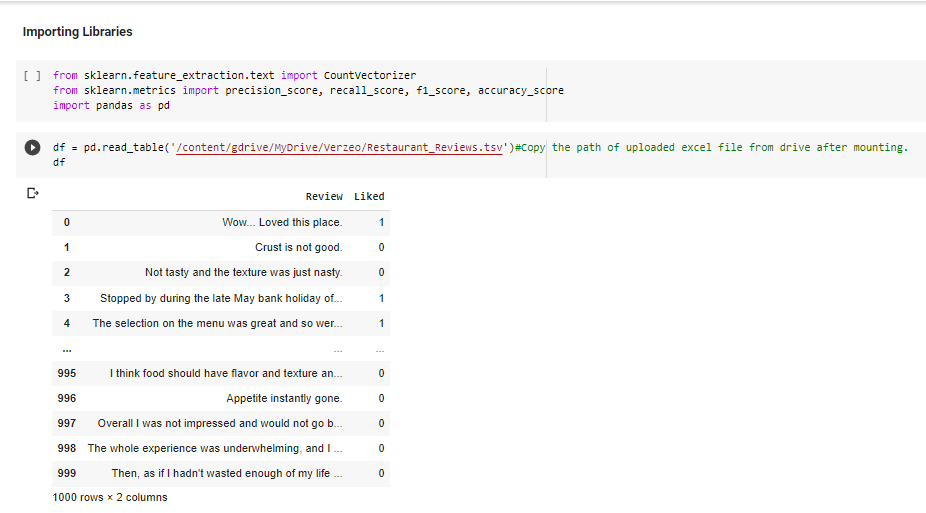 Importing Libraries
[ ] from sklearn.feature_extraction.text import CountVectorizer
from sklearn.metrics import precision_score, recall_score, f1_score, accuracy_score
import pandas as pd
df = pd.read_table('/content/gdrive/MyDrive/Verzeo/Restaurant_Reviews.tsv')#Copy the path of uploaded excel file from drive after mounting.
df
Review Liked
0 Wow... Loved this place. 1
1 Crust is not good. 0
2 Not tasty and the texture was just nasty. 0
3 Stopped by during the late May bank holiday of... 1
4 The selection on the menu was great and so wer... 1
... ... ...
995 I think food should have flavor and texture an... 0
996 Appetite instantly gone. 0
997 Overall I was not impressed and would not go b... 0
998 The whole experience was underwhelming, and I ... 0
999 Then, as if I hadn't wasted enough of my life ... 0
1000 rows × 2 columns